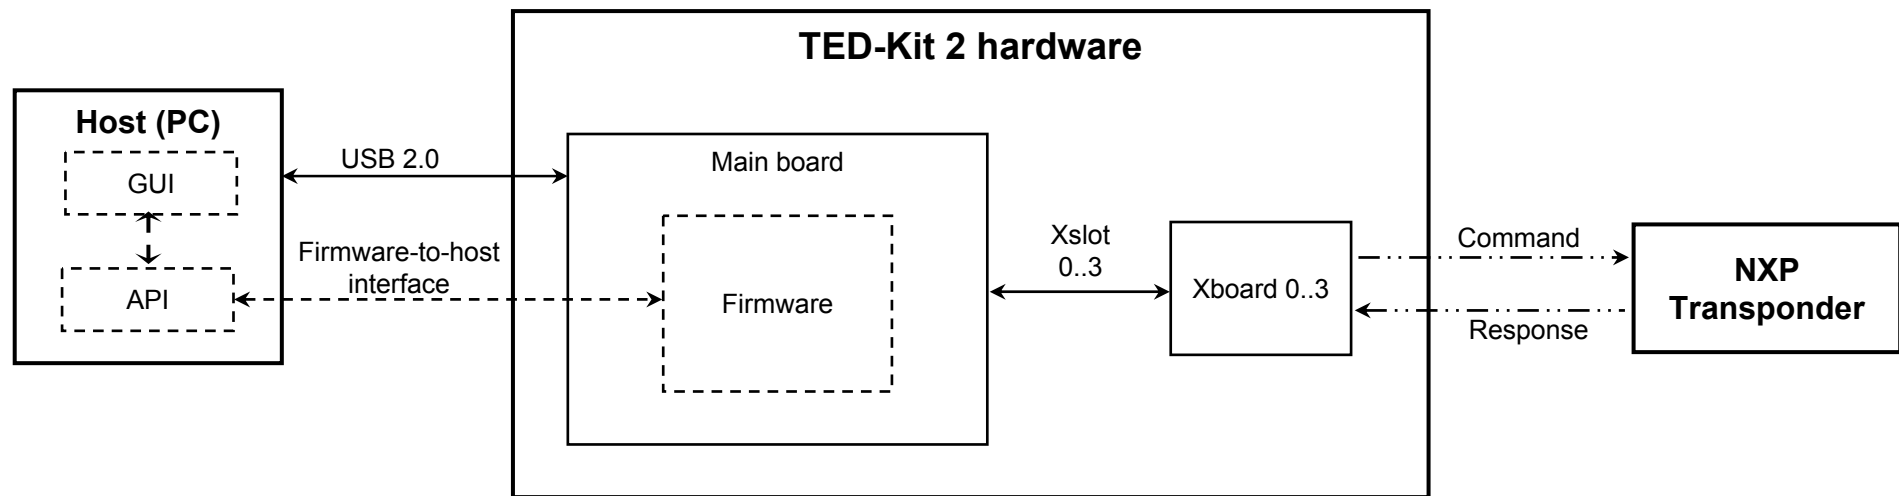 TED-Kit 2 hardware
Host (PC)
GUI
API
USB 2.0
Firmware-to-host
interface
Main board
Firmware
Xslot
0..3
Xboard 0..3
Command
Response
NXP
Transponder